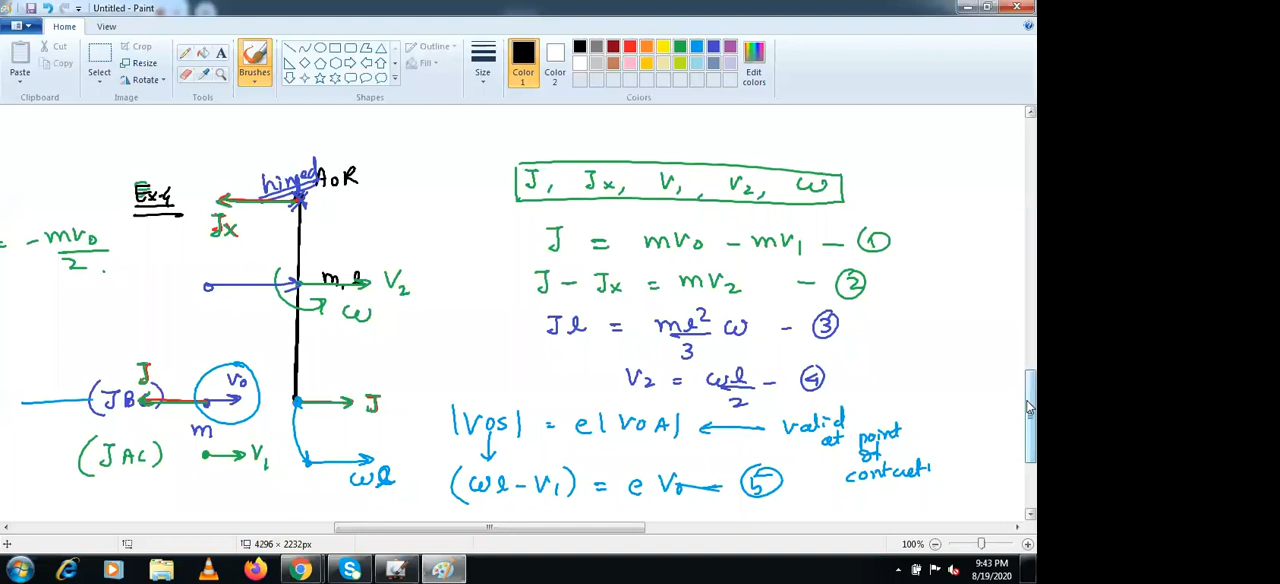 Untitled - Paint
Home
View
Paste
Cut
Copy
Clipboard
Select
Crop
Resize
Rotate
Image
A
Tools
Brushes
Outline
Fill
Shapes
Size
Color 1
Color 2
Edit colors
Colors
Ex-4
hinged AOR
Jx
= -mv0/2.
m, l
V2
ω
J
(JB)
v0
J
m
(JAC)
V1
ωl
J, Jx, V1, V2, ω
J = mv0 - mv1 - ①
J - Jx = mV2 - ②
Jl = ml²/3 ω - ③
V2 = ωl/2 - ④
|VOS| = e|VOA| ← valid at point of contact
(ωl - V1) = e V0 - ⑤
4296 × 2232px
100%
9:43 PM
8/19/2020